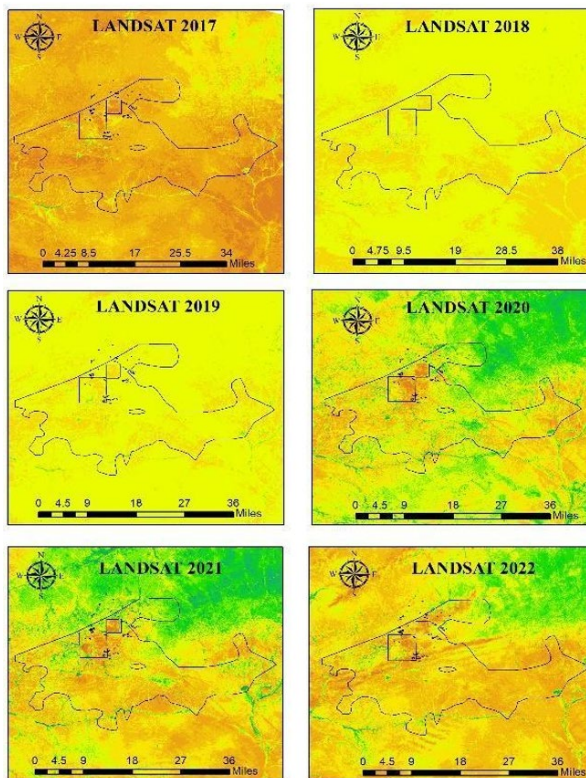 LANDSAT 2017
N
W E
S
0 4.25 8.5 17 25.5 34
Miles
LANDSAT 2018
N
W E
S
0 4.75 9.5 19 28.5 38
Miles
LANDSAT 2019
N
W E
S
0 4.5 9 18 27 36
Miles
LANDSAT 2020
N
W E
S
0 4.5 9 18 27 36
Miles
LANDSAT 2021
N
W E
S
0 4.5 9 18 27 36
Miles
LANDSAT 2022
N
W E
S
0 4.5 9 18 27 36
Miles